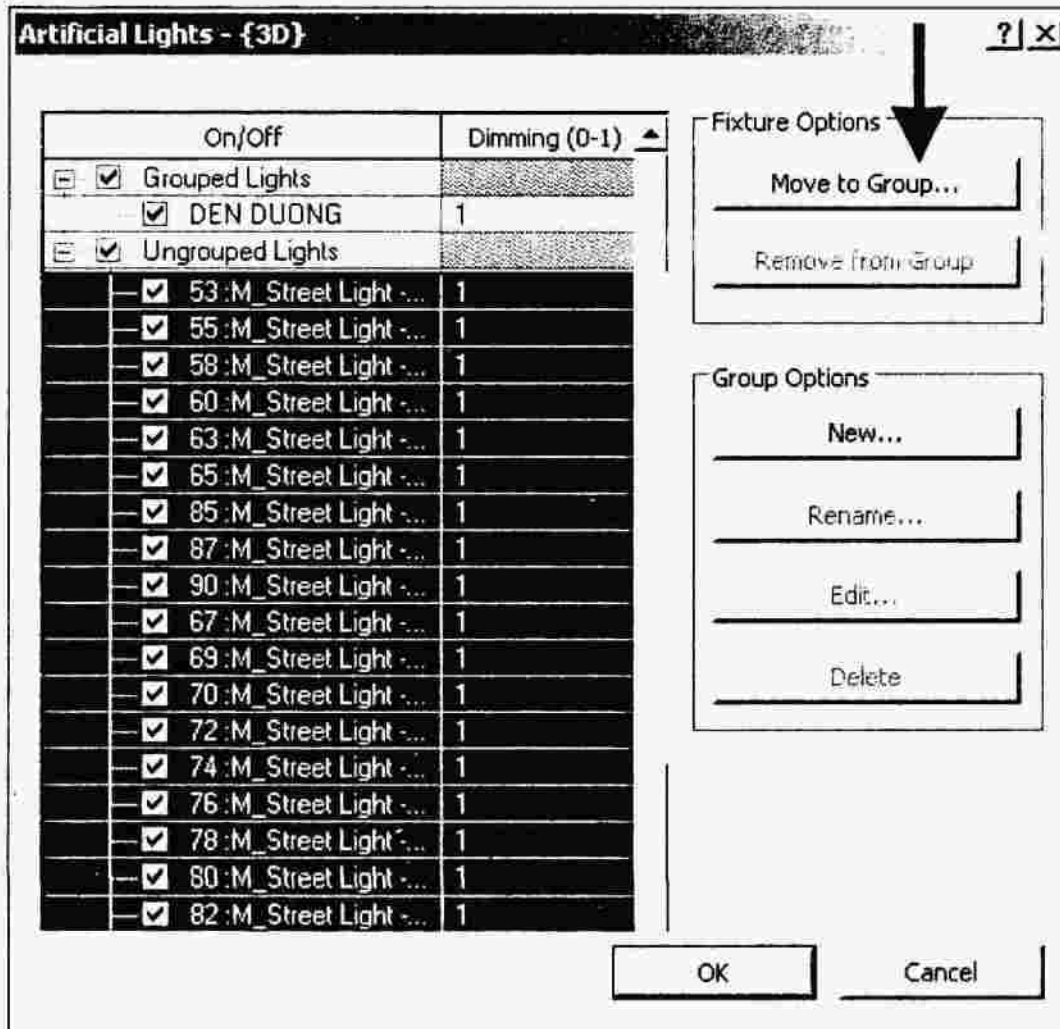 Artificial Lights - {3D}
On/Off Dimming (0-1)
Grouped Lights
DEN DUONG 1
Ungrouped Lights
53 :M_Street Light -... 1
55 :M_Street Light -... 1
58 :M_Street Light -... 1
60 :M_Street Light -... 1
63 :M_Street Light -... 1
65 :M_Street Light -... 1
85 :M_Street Light -... 1
87 :M_Street Light -... 1
90 :M_Street Light -... 1
67 :M_Street Light -... 1
69 :M_Street Light -... 1
70 :M_Street Light -... 1
72 :M_Street Light -... 1
74 :M_Street Light -... 1
76 :M_Street Light -... 1
78 :M_Street Light -... 1
80 :M_Street Light -... 1
82 :M_Street Light -... 1
Fixture Options
Move to Group...
Remove from Group
Group Options
New...
Rename...
Edit...
Delete
OK Cancel